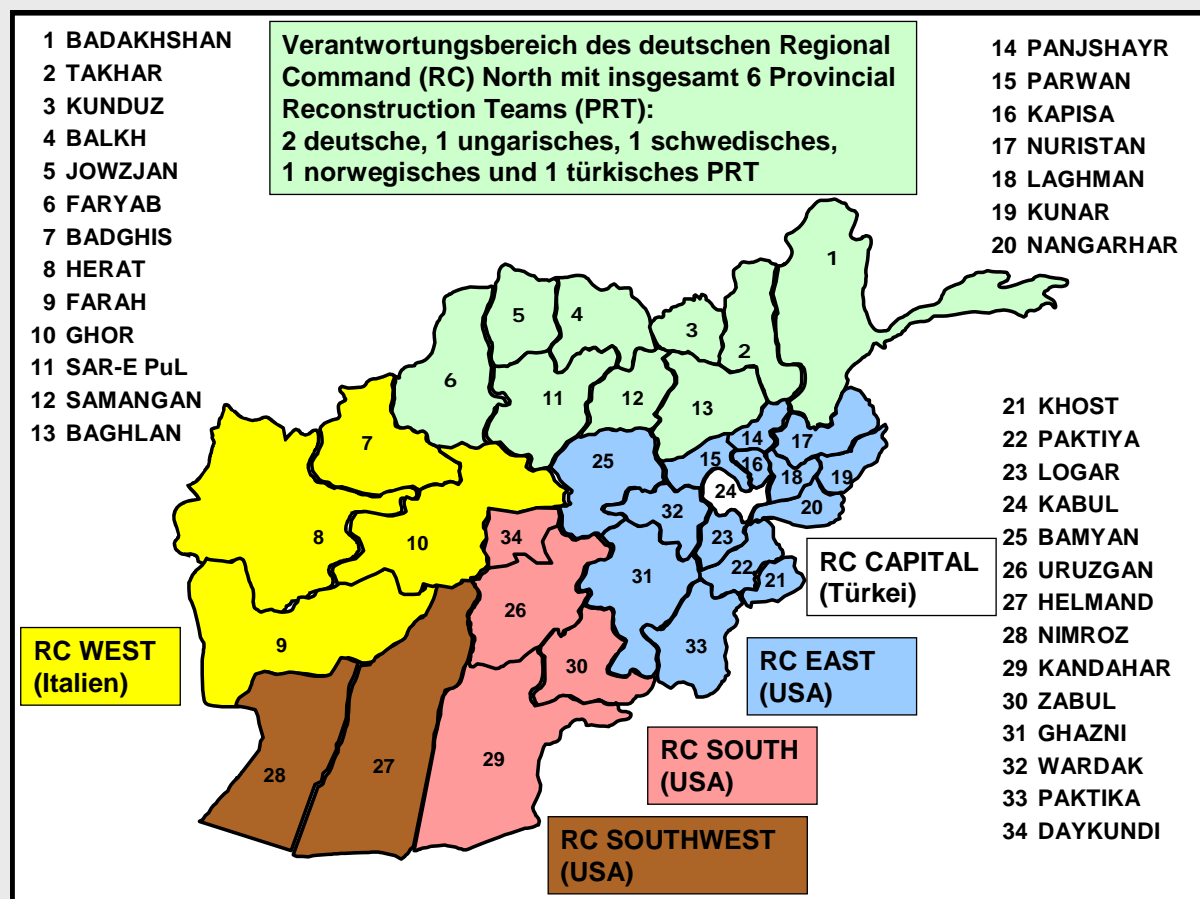 1 BADAKHSHAN
2 TAKHAR
3 KUNDUZ
4 BALKH
5 JOWZJAN
6 FARYAB
7 BADGHIS
8 HERAT
9 FARAH
10 GHOR
11 SAR-E PuL
12 SAMANGAN
13 BAGHLAN
Verantwortungsbereich des deutschen Regional
Command (RC) North mit insgesamt 6 Provincial
Reconstruction Teams (PRT):
2 deutsche, 1 ungarisches, 1 schwedisches,
1 norwegisches und 1 türkisches PRT
14 PANJSHAYR
15 PARWAN
16 KAPISA
17 NURISTAN
18 LAGHMAN
19 KUNAR
20 NANGARHAR
21 KHOST
22 PAKTIYA
23 LOGAR
24 KABUL
25 BAMYAN
26 URUZGAN
27 HELMAND
28 NIMROZ
29 KANDAHAR
30 ZABUL
31 GHAZNI
32 WARDAK
33 PAKTIKA
34 DAYKUNDI
1
5
4
3
2
6
11
12
13
7
25
15
14
16
17
18
19
20
24
32
8
10
34
23
22
21
31
26
33
9
30
28
27
29
RC CAPITAL
(Türkei)
RC WEST
(Italien)
RC EAST
(USA)
RC SOUTH
(USA)
RC SOUTHWEST
(USA)